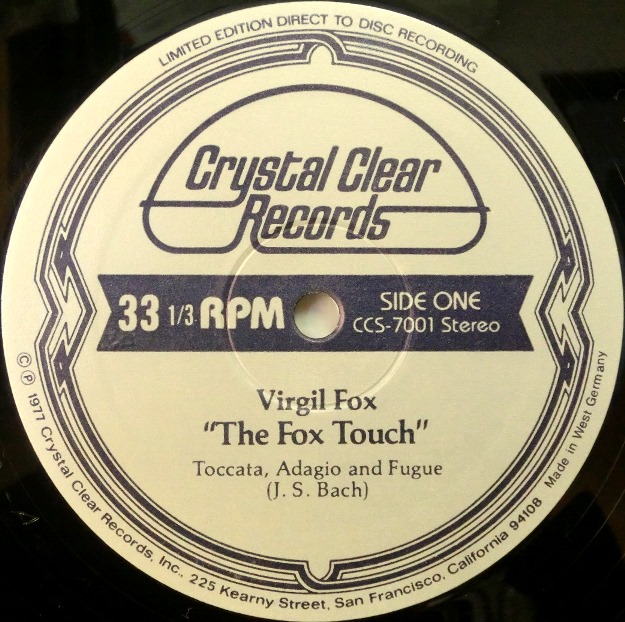 LIMITED EDITION DIRECT TO DISC RECORDING
Crystal Clear
Records
33 1/3 RPM
SIDE ONE
CCS-7001 Stereo
Virgil Fox
"The Fox Touch"
Toccata, Adagio and Fugue
(J. S. Bach)
© ℗ 1977 Crystal Clear Records, Inc., 225 Kearny Street, San Francisco, California 94108 Made in West Germany